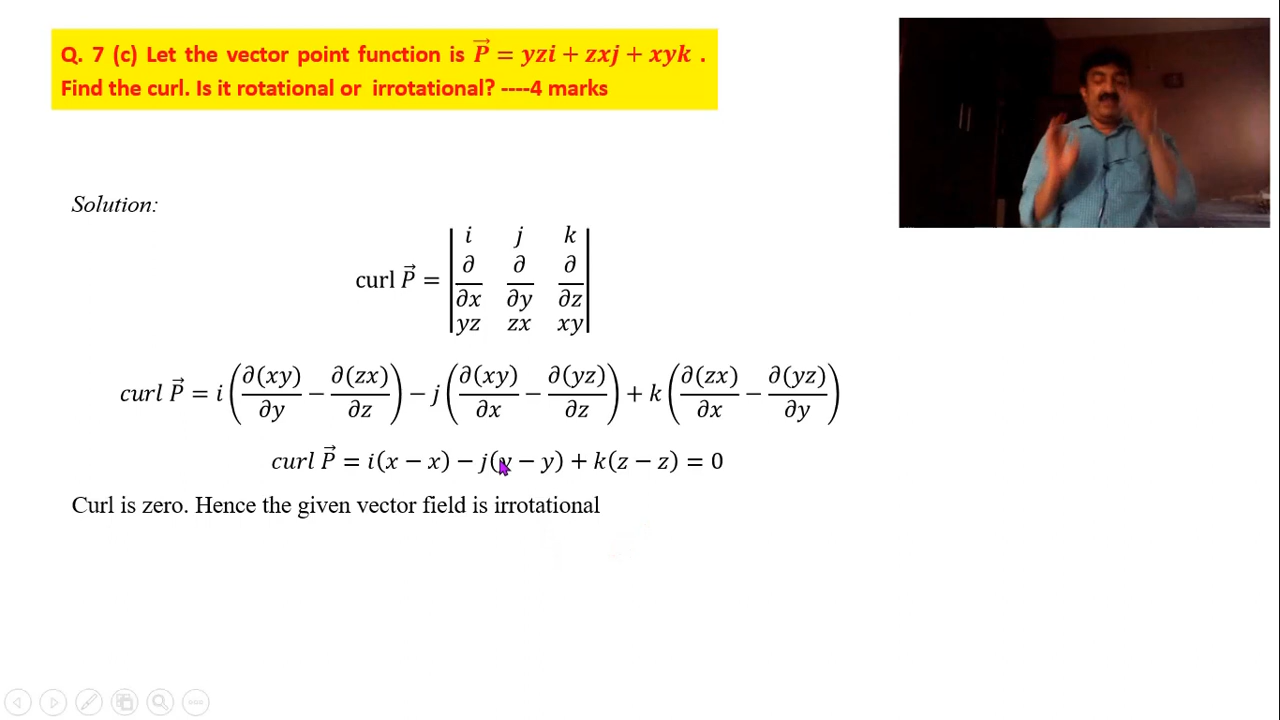 Q. 7 (c) Let the vector point function is P⃗ = yzi + zxj + xyk .
Find the curl. Is it rotational or irrotational? ----4 marks
Solution:
curl P⃗ = | i j k |
| ∂/∂x ∂/∂y ∂/∂z |
| yz zx xy |
curl P⃗ = i(∂(xy)/∂y − ∂(zx)/∂z) − j(∂(xy)/∂x − ∂(yz)/∂z) + k(∂(zx)/∂x − ∂(yz)/∂y)
curl P⃗ = i(x − x) − j(y − y) + k(z − z) = 0
Curl is zero. Hence the given vector field is irrotational